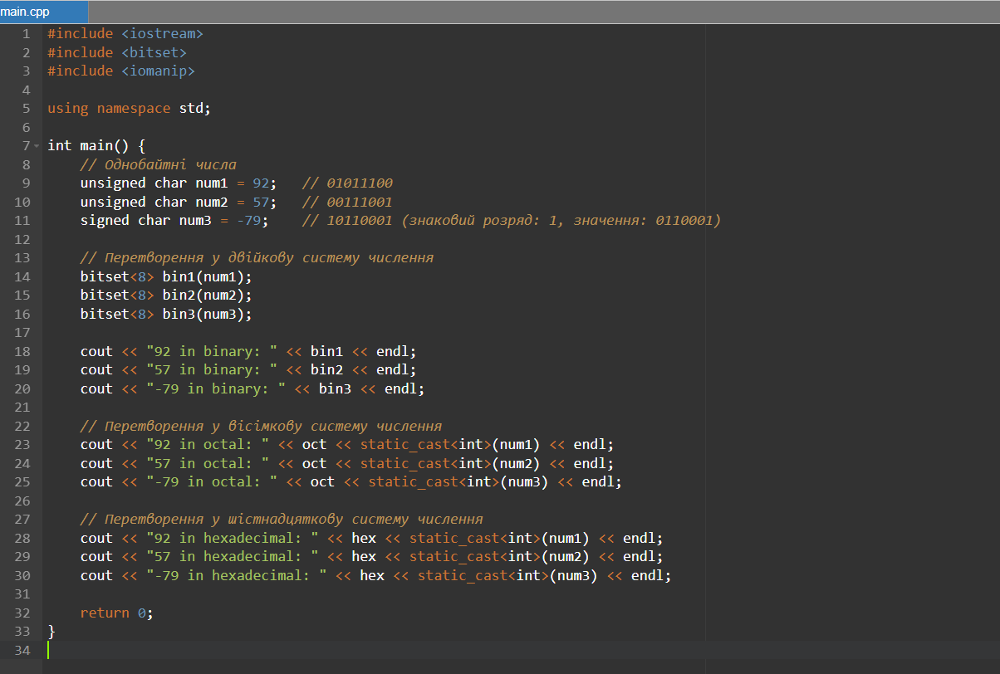 main.cpp
1 #include <iostream>
2 #include <bitset>
3 #include <iomanip>
4
5 using namespace std;
6
7 int main() {
8     // Однобайтні числа
9     unsigned char num1 = 92;   // 01011100
10     unsigned char num2 = 57;   // 00111001
11     signed char num3 = -79;    // 10110001 (знаковий розряд: 1, значення: 0110001)
12
13     // Перетворення у двійкову систему числення
14     bitset<8> bin1(num1);
15     bitset<8> bin2(num2);
16     bitset<8> bin3(num3);
17
18     cout << "92 in binary: " << bin1 << endl;
19     cout << "57 in binary: " << bin2 << endl;
20     cout << "-79 in binary: " << bin3 << endl;
21
22     // Перетворення у вісімкову систему числення
23     cout << "92 in octal: " << oct << static_cast<int>(num1) << endl;
24     cout << "57 in octal: " << oct << static_cast<int>(num2) << endl;
25     cout << "-79 in octal: " << oct << static_cast<int>(num3) << endl;
26
27     // Перетворення у шістнадцяткову систему числення
28     cout << "92 in hexadecimal: " << hex << static_cast<int>(num1) << endl;
29     cout << "57 in hexadecimal: " << hex << static_cast<int>(num2) << endl;
30     cout << "-79 in hexadecimal: " << hex << static_cast<int>(num3) << endl;
31
32     return 0;
33 }
34